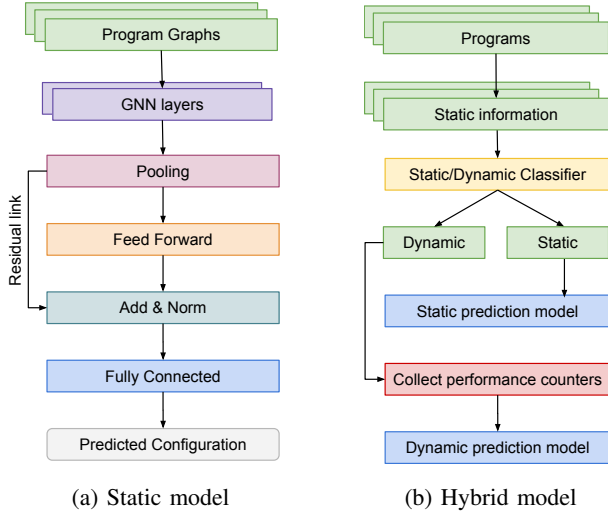 Program Graphs
GNN layers
Pooling
Residual link
Feed Forward
Add & Norm
Fully Connected
Predicted Configuration
(a) Static model
Programs
Static information
Static/Dynamic Classifier
Dynamic
Static
Static prediction model
Collect performance counters
Dynamic prediction model
(b) Hybrid model